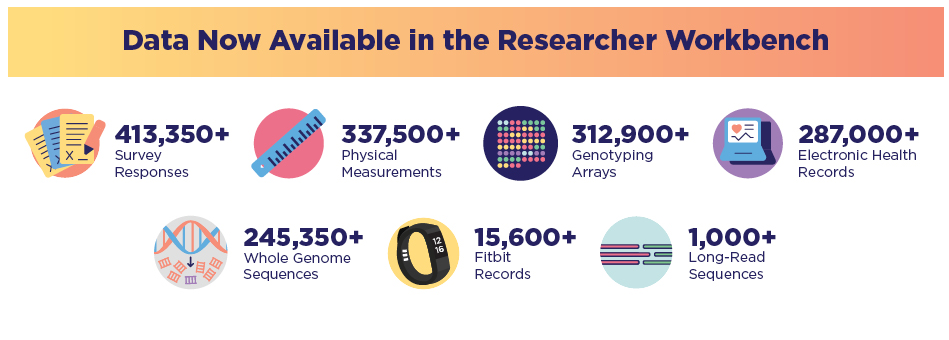 Data Now Available in the Researcher Workbench
413,350+
Survey
Responses
337,500+
Physical
Measurements
312,900+
Genotyping
Arrays
287,000+
Electronic Health
Records
245,350+
Whole Genome
Sequences
12
16
15,600+
Fitbit
Records
1,000+
Long-Read
Sequences